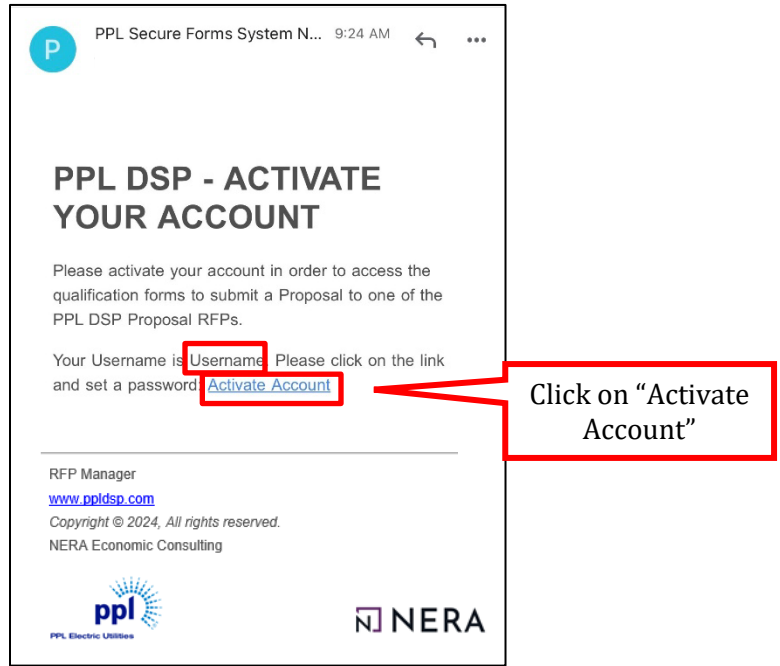 P
PPL Secure Forms System N... 9:24 AM
PPL DSP - ACTIVATE
YOUR ACCOUNT
Please activate your account in order to access the
qualification forms to submit a Proposal to one of the
PPL DSP Proposal RFPs.
Your Username is Username. Please click on the link
and set a password: Activate Account
Click on “Activate
Account”
RFP Manager
www.ppldsp.com
Copyright © 2024, All rights reserved.
NERA Economic Consulting
ppl
PPL Electric Utilities
N NERA